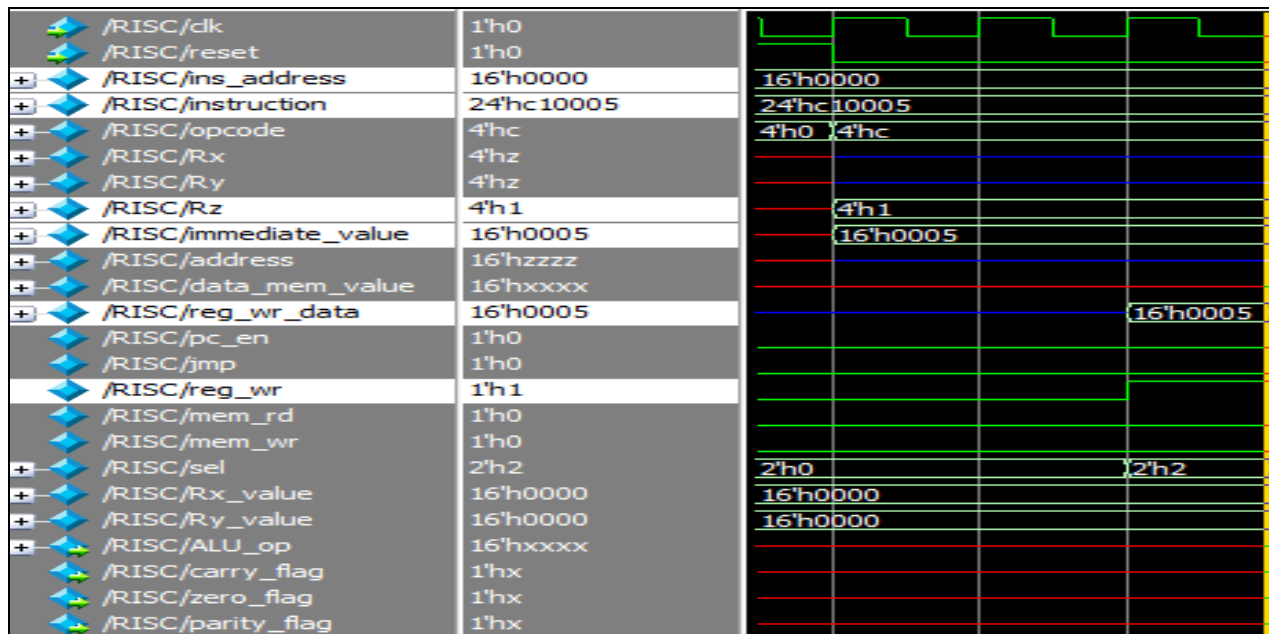 /RISC/clk 1'h0
/RISC/reset 1'h0
/RISC/ins_address 16'h0000 16'h0000
/RISC/instruction 24'hc10005 24'hc10005
/RISC/opcode 4'hc 4'h0 4'hc
/RISC/Rx 4'hz
/RISC/Ry 4'hz
/RISC/Rz 4'h1 4'h1
/RISC/immediate_value 16'h0005 16'h0005
/RISC/address 16'hzzzz
/RISC/data_mem_value 16'hxxxx
/RISC/reg_wr_data 16'h0005 16'h0005
/RISC/pc_en 1'h0
/RISC/jmp 1'h0
/RISC/reg_wr 1'h1
/RISC/mem_rd 1'h0
/RISC/mem_wr 1'h0
/RISC/sel 2'h2 2'h0 2'h2
/RISC/Rx_value 16'h0000 16'h0000
/RISC/Ry_value 16'h0000 16'h0000
/RISC/ALU_op 16'hxxxx
/RISC/carry_flag 1'hx
/RISC/zero_flag 1'hx
/RISC/parity_flag 1'hx